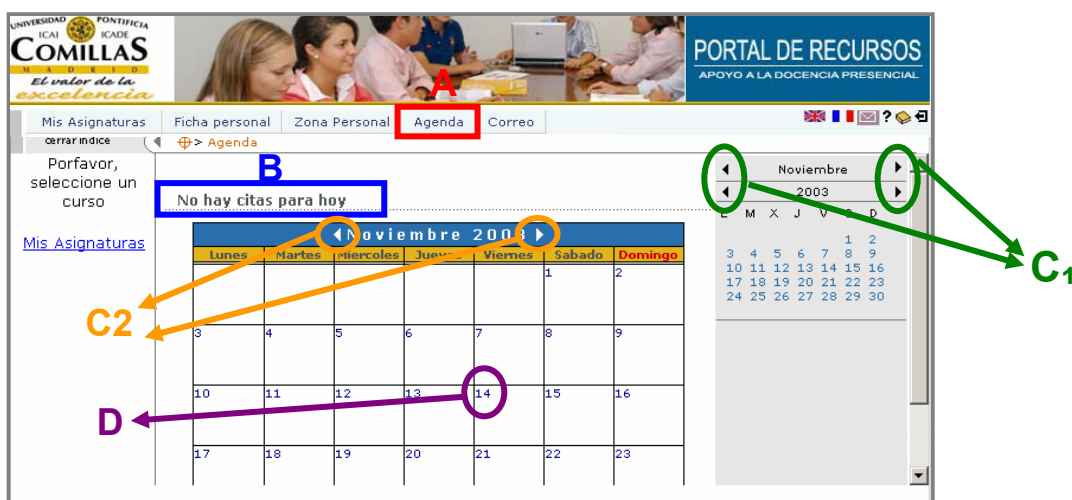 UNIVERSIDAD PONTIFICIA
ICAI ICADE
COMILLAS
M A D R I D
El valor de la
excelencia
PORTAL DE RECURSOS
APOYO A LA DOCENCIA PRESENCIAL
A
Mis Asignaturas Ficha personal Zona Personal Agenda Correo ?
cerrar indice > Agenda
Porfavor,
seleccione un
curso
Mis Asignaturas
B
No hay citas para hoy
Noviembre
2003
L M X J V S D
1 2
3 4 5 6 7 8 9
10 11 12 13 14 15 16
17 18 19 20 21 22 23
24 25 26 27 28 29 30
C1
Noviembre 2003
Lunes Martes Miercoles Jueves Viernes Sabado Domingo
1 2
C2
3 4 5 6 7 8 9
10 11 12 13 14 15 16
D
17 18 19 20 21 22 23